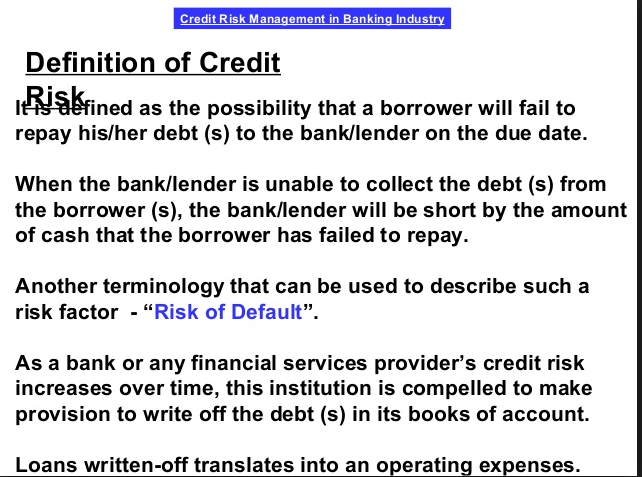 Credit Risk Management in Banking Industry
Definition of Credit
Risk
It is defined as the possibility that a borrower will fail to
repay his/her debt (s) to the bank/lender on the due date.
When the bank/lender is unable to collect the debt (s) from
the borrower (s), the bank/lender will be short by the amount
of cash that the borrower has failed to repay.
Another terminology that can be used to describe such a
risk factor - “Risk of Default”.
As a bank or any financial services provider’s credit risk
increases over time, this institution is compelled to make
provision to write off the debt (s) in its books of account.
Loans written-off translates into an operating expenses.